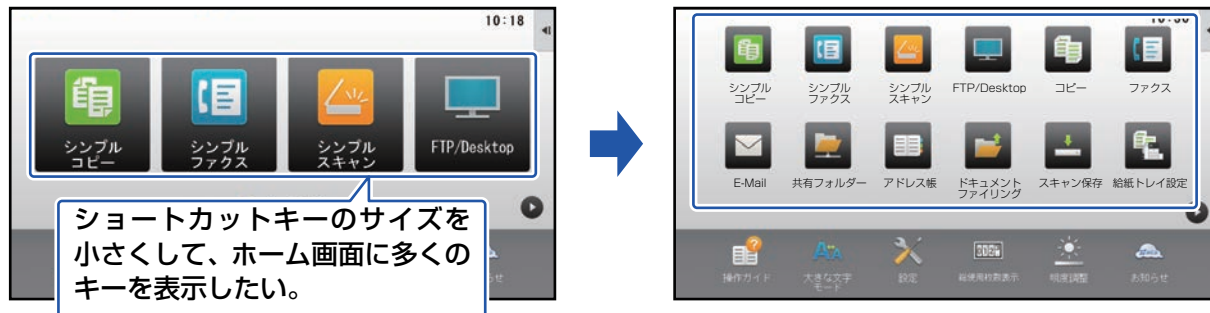 10:18
シンプル
コピー
シンプル
ファクス
シンプル
スキャン
FTP/Desktop
ショートカットキーのサイズを
小さくして、ホーム画面に多くの
キーを表示したい。
シンプル
コピー
シンプル
ファクス
シンプル
スキャン
FTP/Desktop
コピー
ファクス
E-Mail
共有フォルダー
アドレス帳
ドキュメント
ファイリング
スキャン保存
給紙トレイ設定
操作ガイド
大きな文字
モード
設定
総使用枚数表示
明度調整
お知らせ